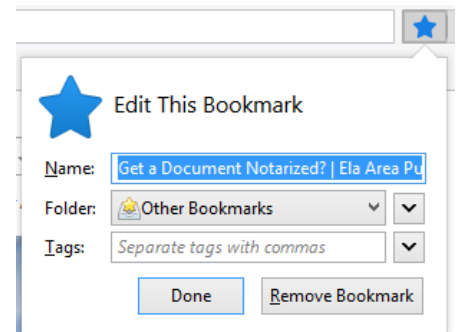 Edit This Bookmark
Name: Get a Document Notarized? | Ela Area Pu
Folder: Other Bookmarks
Tags: Separate tags with commas
Done Remove Bookmark